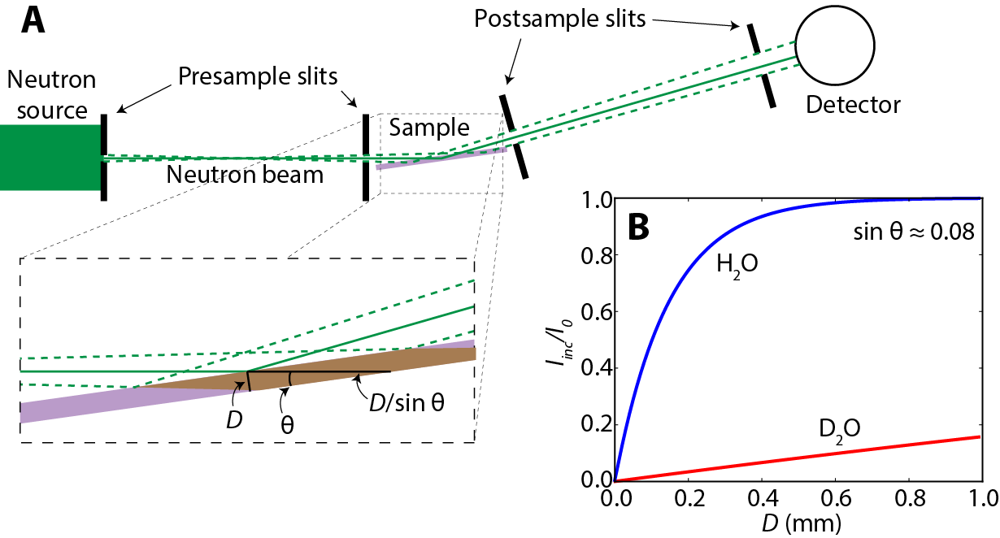 A
Postsample slits
Neutron
source
Presample slits
Detector
Sample
Neutron beam
D
θ
D/sin θ
B
sin θ ≈ 0.08
H₂O
D₂O
I_inc/I_0
1.0
0.8
0.6
0.4
0.2
0.0
0.0 0.2 0.4 0.6 0.8 1.0
D (mm)